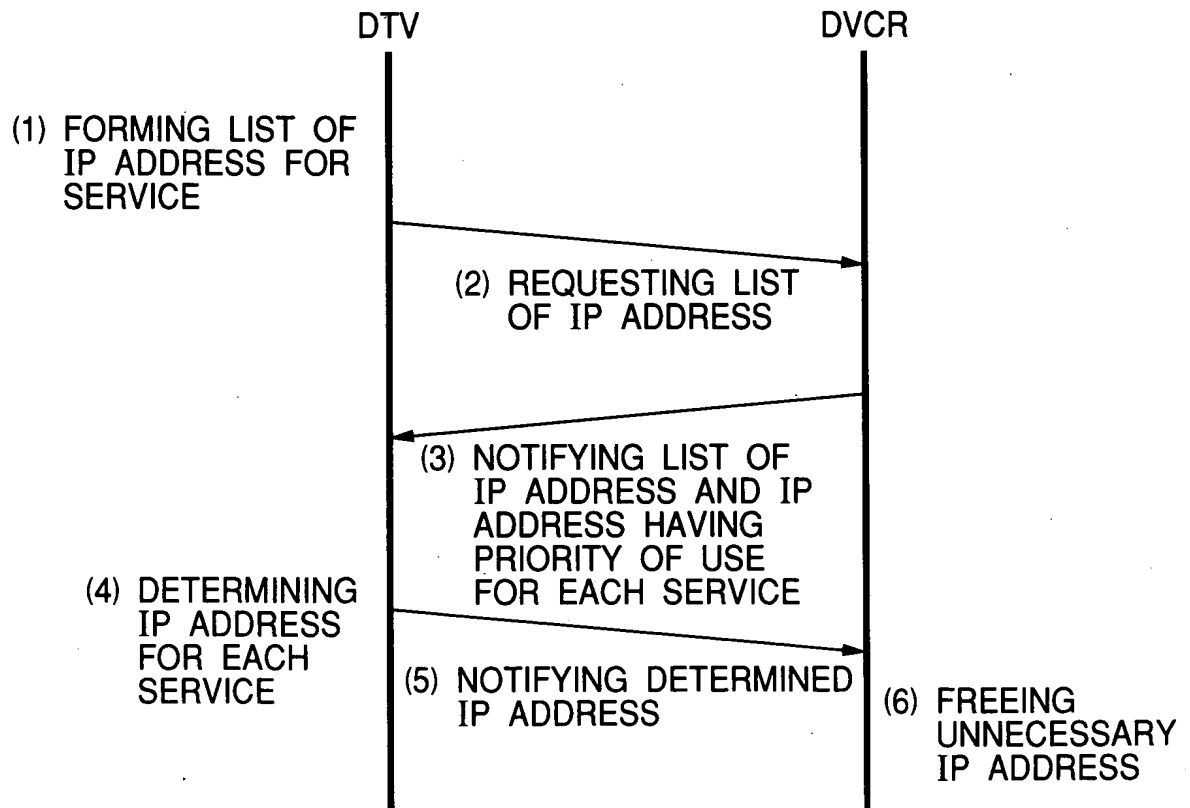 DTV
DVCR
(1) FORMING LIST OF
IP ADDRESS FOR
SERVICE
(2) REQUESTING LIST
OF IP ADDRESS
(3) NOTIFYING LIST OF
IP ADDRESS AND IP
ADDRESS HAVING
PRIORITY OF USE
FOR EACH SERVICE
(4) DETERMINING
IP ADDRESS
FOR EACH
SERVICE
(5) NOTIFYING DETERMINED
IP ADDRESS
(6) FREEING
UNNECESSARY
IP ADDRESS